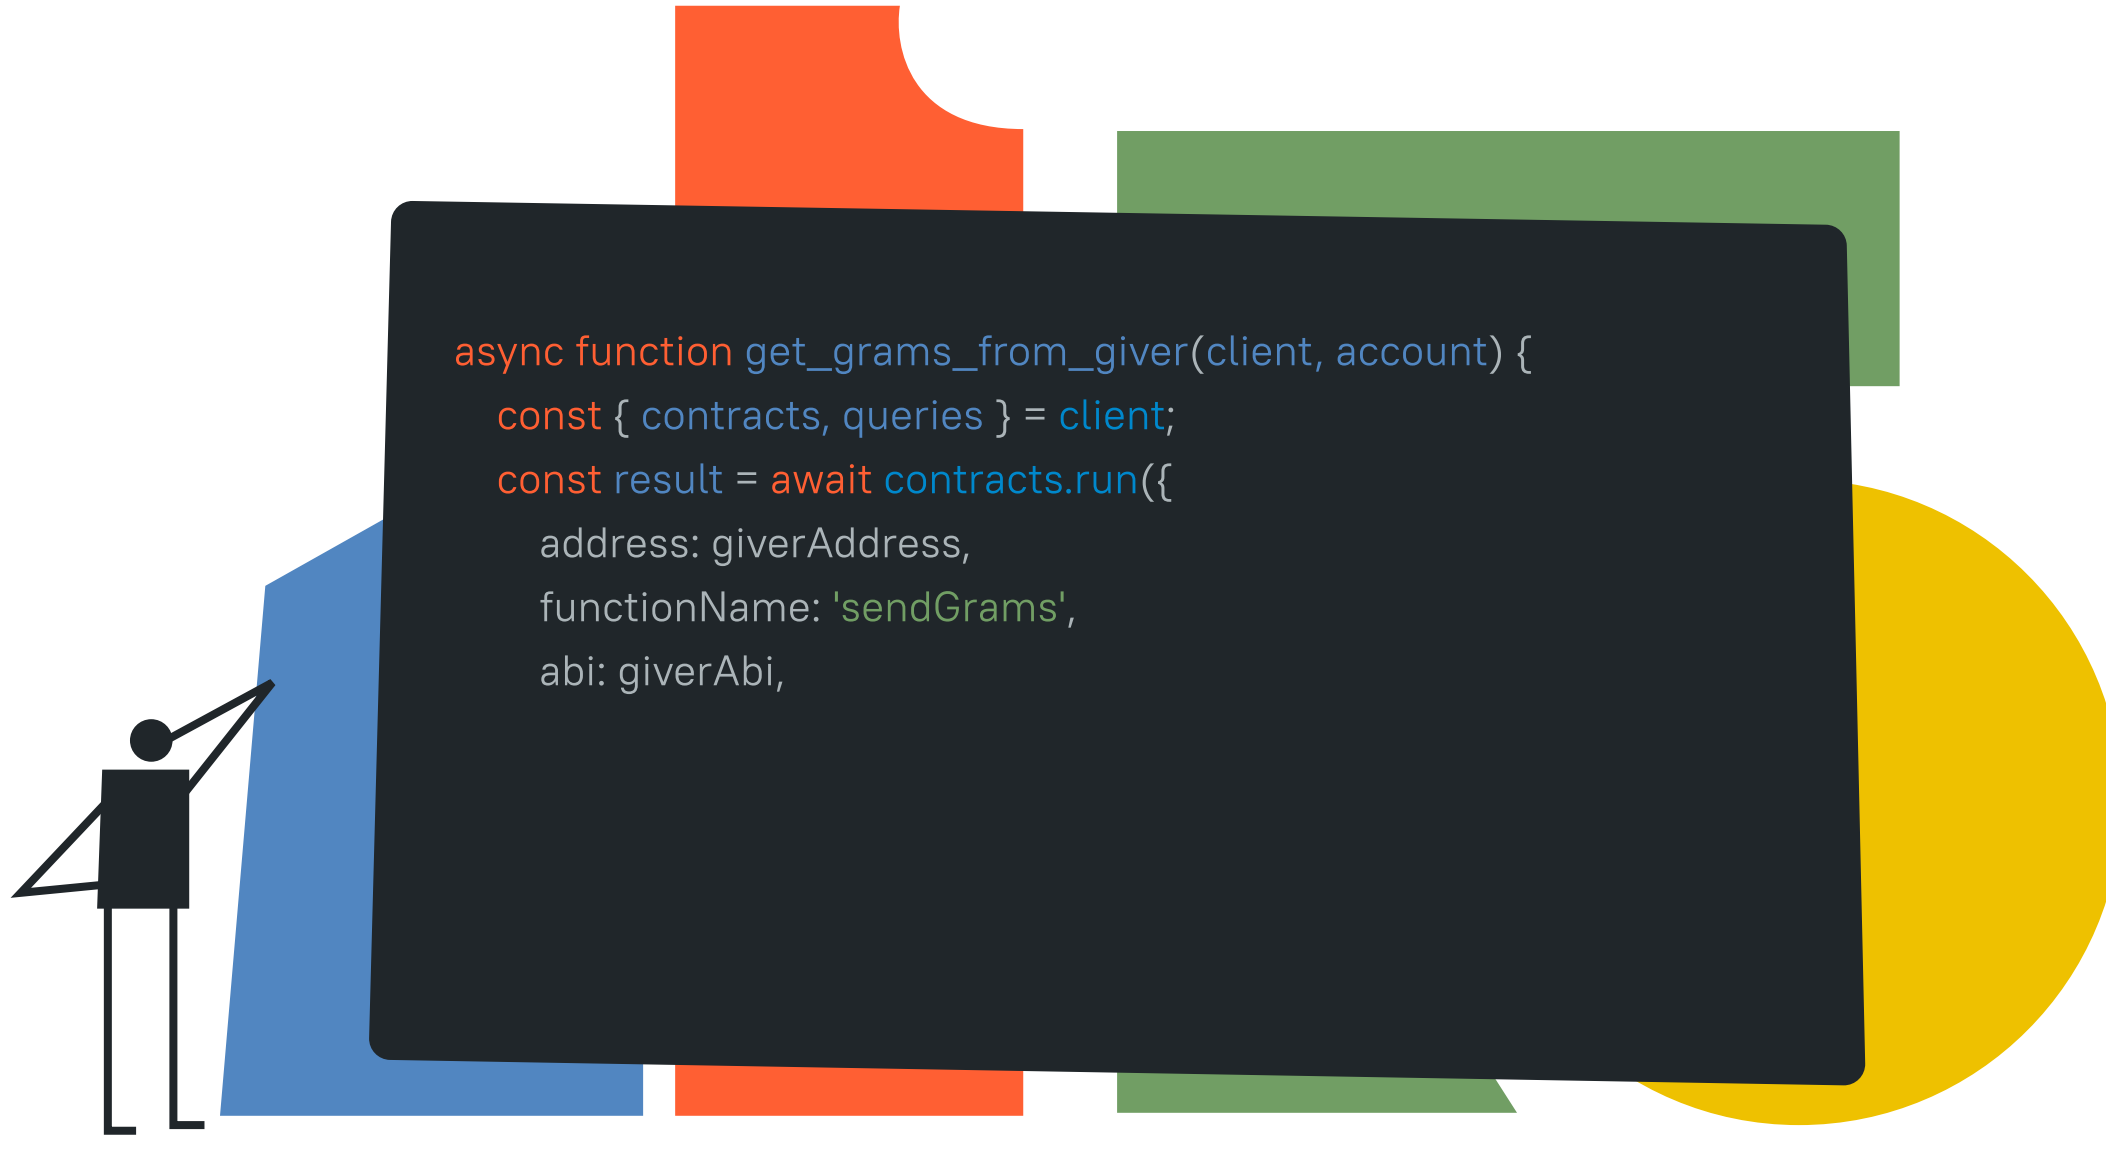 async function get_grams_from_giver(client, account) {
const { contracts, queries } = client;
const result = await contracts.run({
address: giverAddress,
functionName: 'sendGrams',
abi: giverAbi,